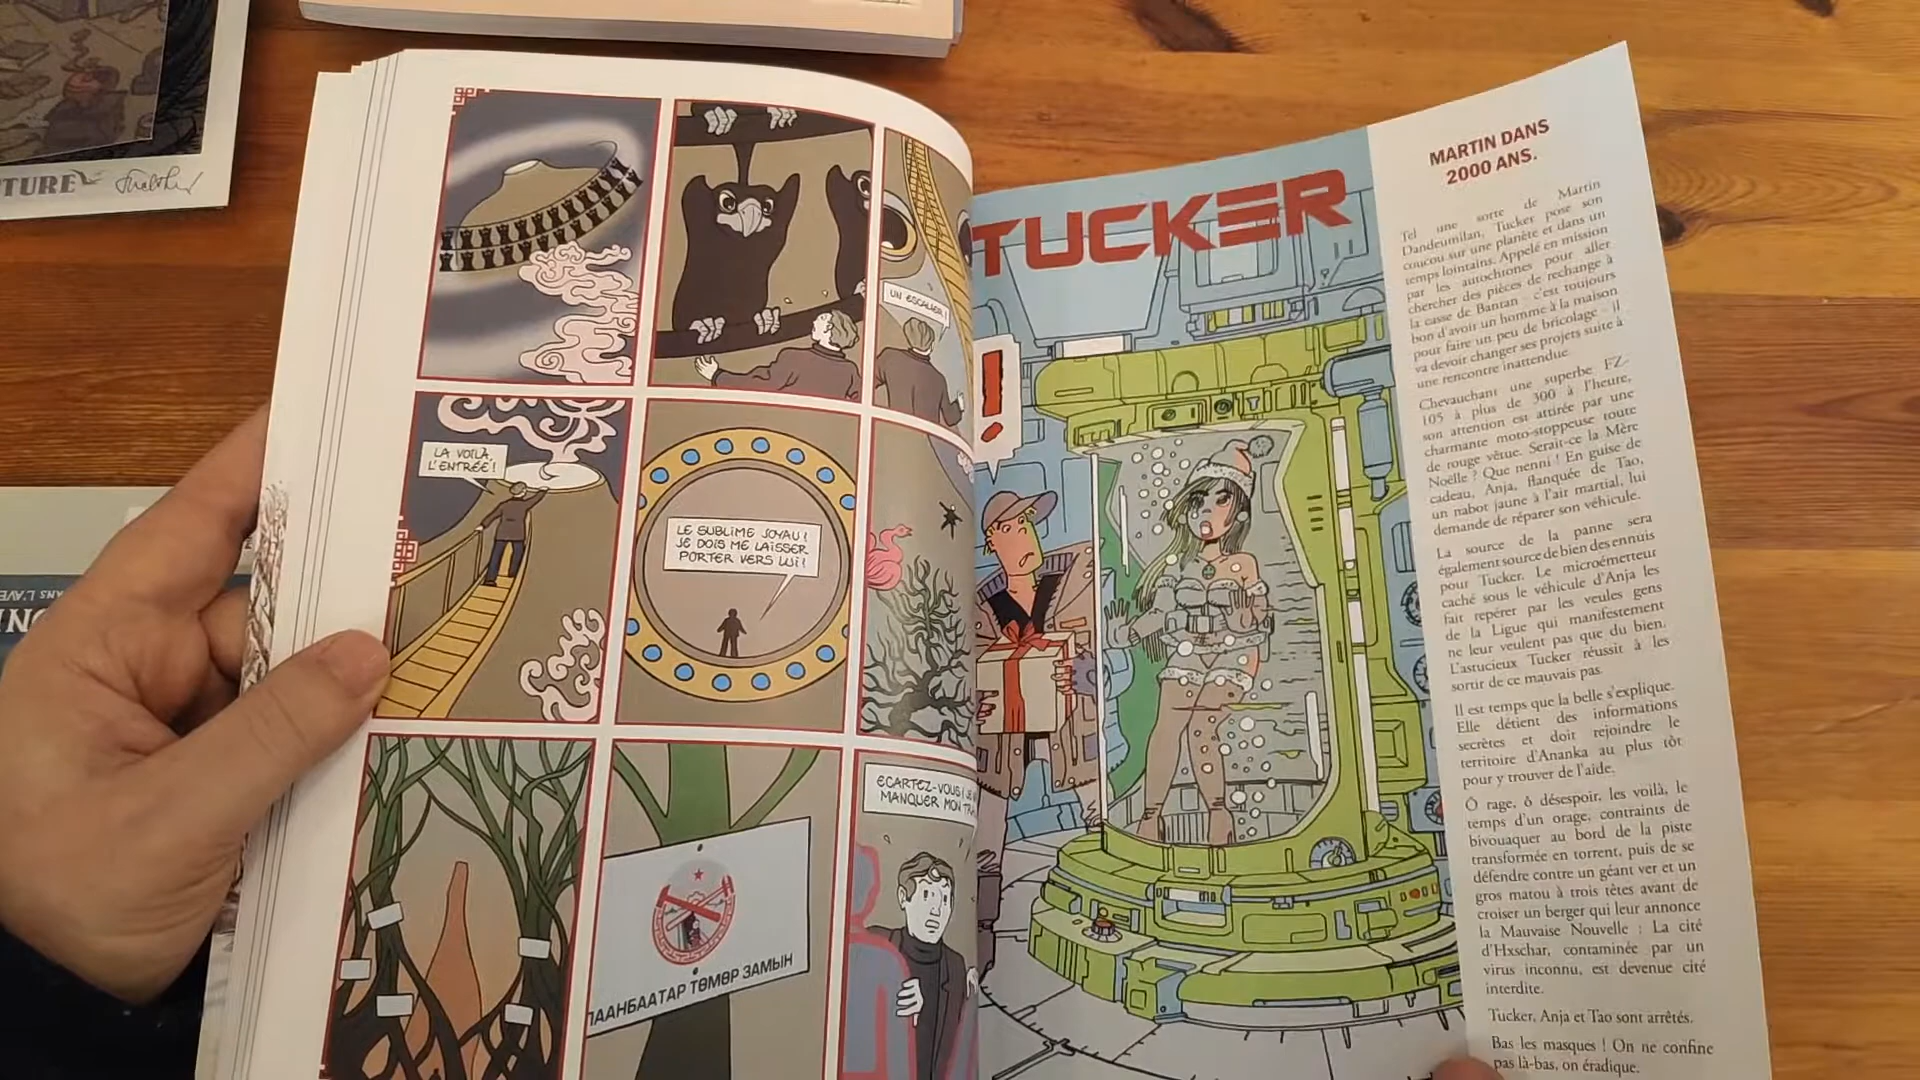 TURE
UN ESCALIER !
LA VOILÀ,
L'ENTRÉE !
LE SUBLIME JOYAU !
JE DOIS ME LAISSER
PORTER VERS LUI !
ECARTEZ-VOUS ! JE
MANQUER MON
ЛААНБААТАР ТӨМӨР ЗАМЫН
TUCKER
!
MARTIN DANS
2000 ANS.
Tel une sorte de Martin
Dandeumilan, Tucker pose son
coucou sur une planète et dans un
temps lointains. Appelé en mission
par les autochtones pour aller
chercher des pièces de rechange à
la casse de Bantan - c'est toujours
bon d'avoir un homme à la maison
pour faire un peu de bricolage - il
va devoir changer ses projets suite à
une rencontre inattendue.
Chevauchant une superbe FZ-
105 à plus de 300 à l'heure,
son attention est attirée par une
charmante moto-stoppeuse toute
de rouge vêtue. Serait-ce la Mère
Noëlle ? Que nenni ! En guise de
cadeau, Anja, flanquée de Tao,
un nabot jaune à l'air martial, lui
demande de réparer son véhicule.
La source de la panne sera
également source de bien des ennuis
pour Tucker. Le microémetteur
caché sous le véhicule d'Anja les
fait repérer par les veules gens
de la Ligue qui manifestement
ne leur veulent pas que du bien.
L'astucieux Tucker réussit à les
sortir de ce mauvais pas.
Il est temps que la belle s'explique.
Elle détient des informations
secrètes et doit rejoindre le
territoire d'Ananka au plus tôt
pour y trouver de l'aide.
Ô rage, ô désespoir, les voilà, le
temps d'un orage, contraints de
bivouaquer au bord de la piste
transformée en torrent, puis de se
défendre contre un géant ver et un
gros matou à trois têtes avant de
croiser un berger qui leur annonce
la Mauvaise Nouvelle : La cité
d'Hxschar, contaminée par un
virus inconnu, est devenue cité
interdite.
Tucker, Anja et Tao sont arrêtés.
Bas les masques ! On ne confine
pas là-bas, on éradique.
DANS L'AVE